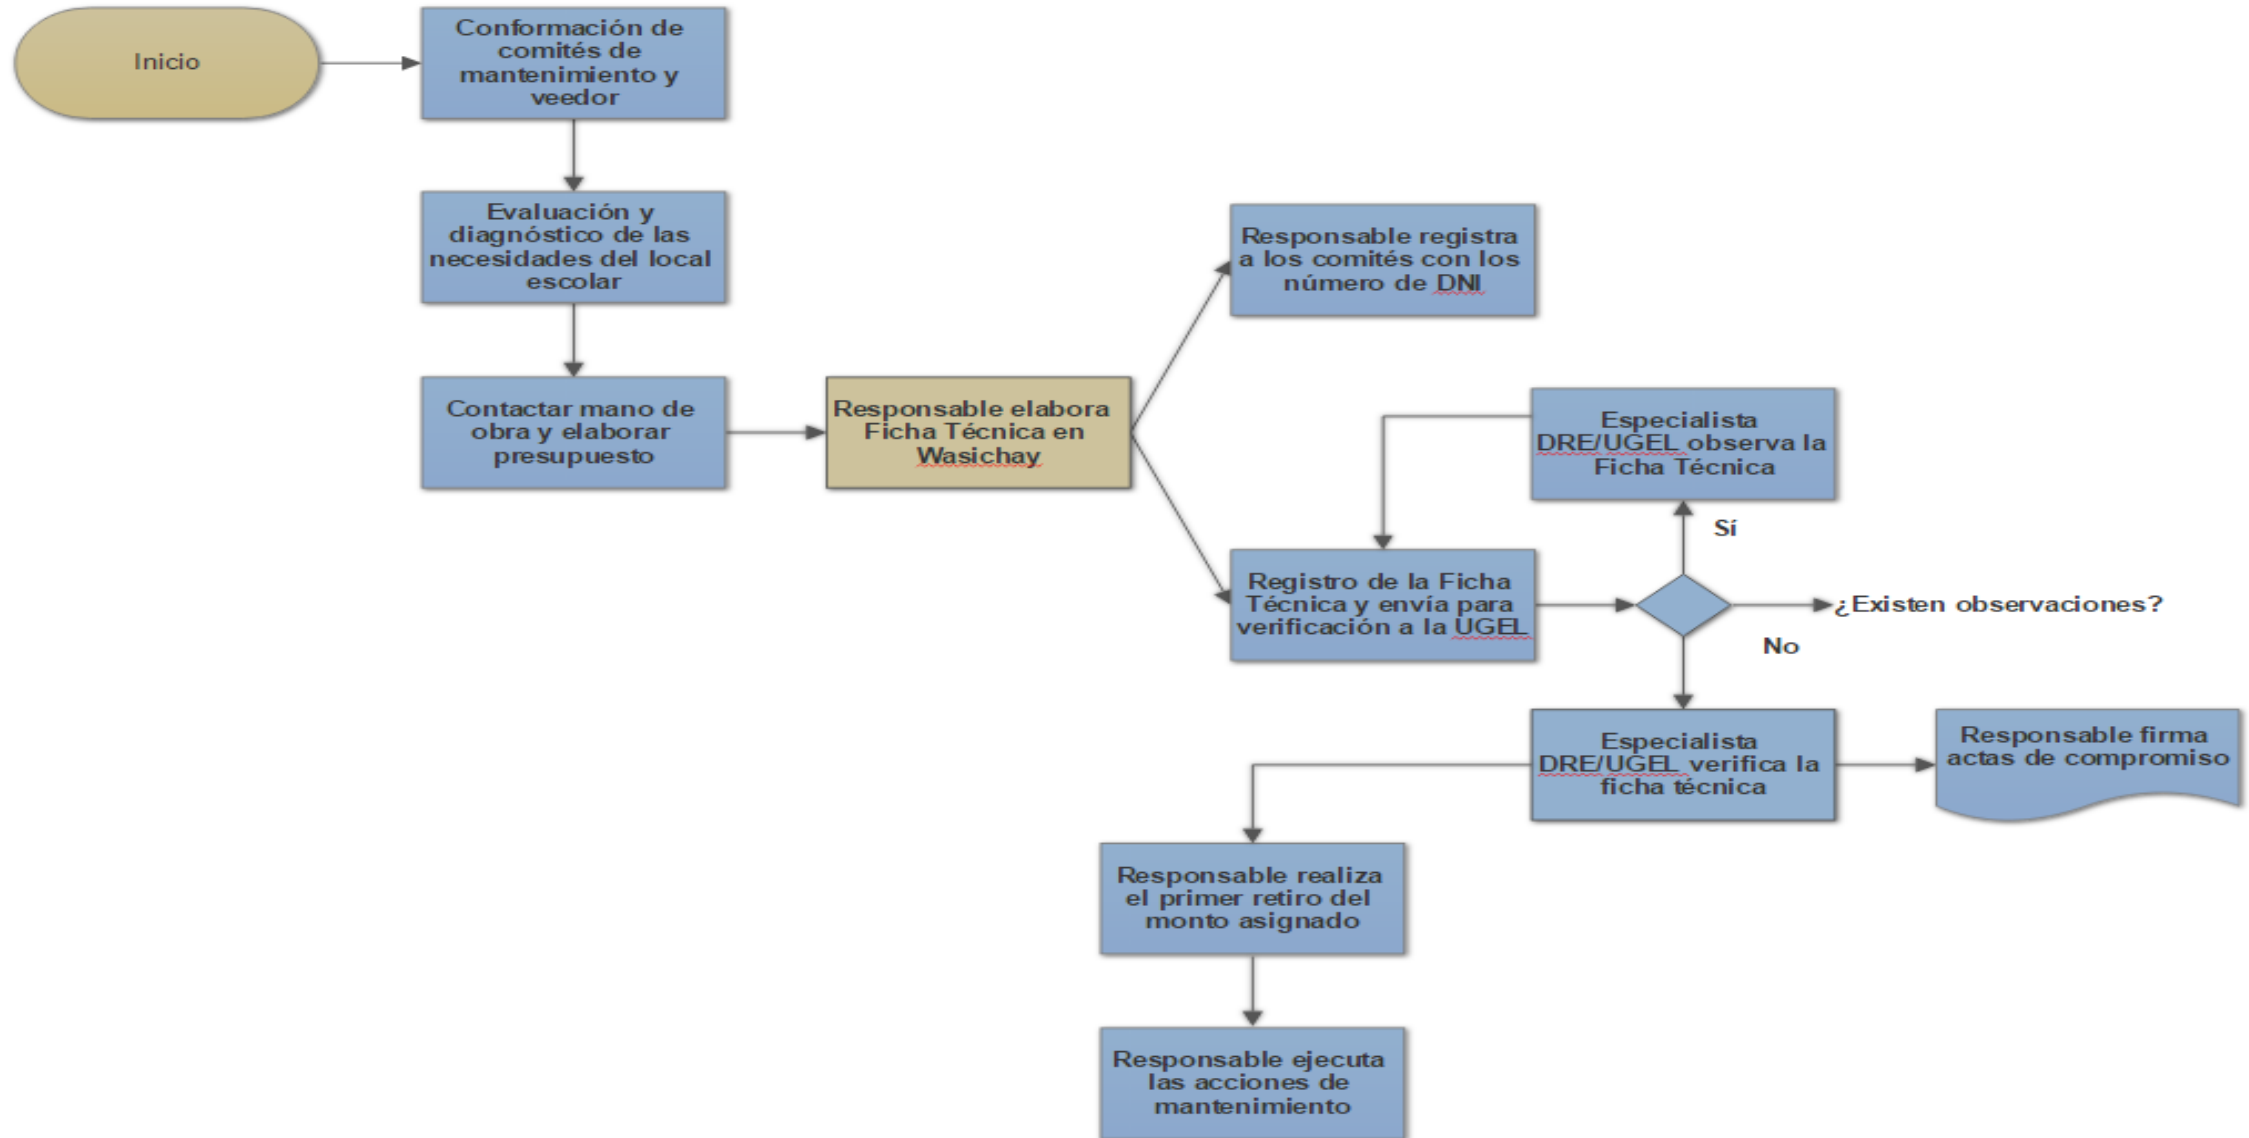 Inicio
Conformación de
comités de
mantenimiento y
veedor
Evaluación y
diagnóstico de las
necesidades del local
escolar
Contactar mano de
obra y elaborar
presupuesto
Responsable elabora
Ficha Técnica en
Wasichay
Responsable registra
a los comités con los
número de DNI
Registro de la Ficha
Técnica y envía para
verificación a la UGEL
Especialista
DRE/UGEL observa la
Ficha Técnica
Sí
¿Existen observaciones?
No
Especialista
DRE/UGEL verifica la
ficha técnica
Responsable firma
actas de compromiso
Responsable realiza
el primer retiro del
monto asignado
Responsable ejecuta
las acciones de
mantenimiento